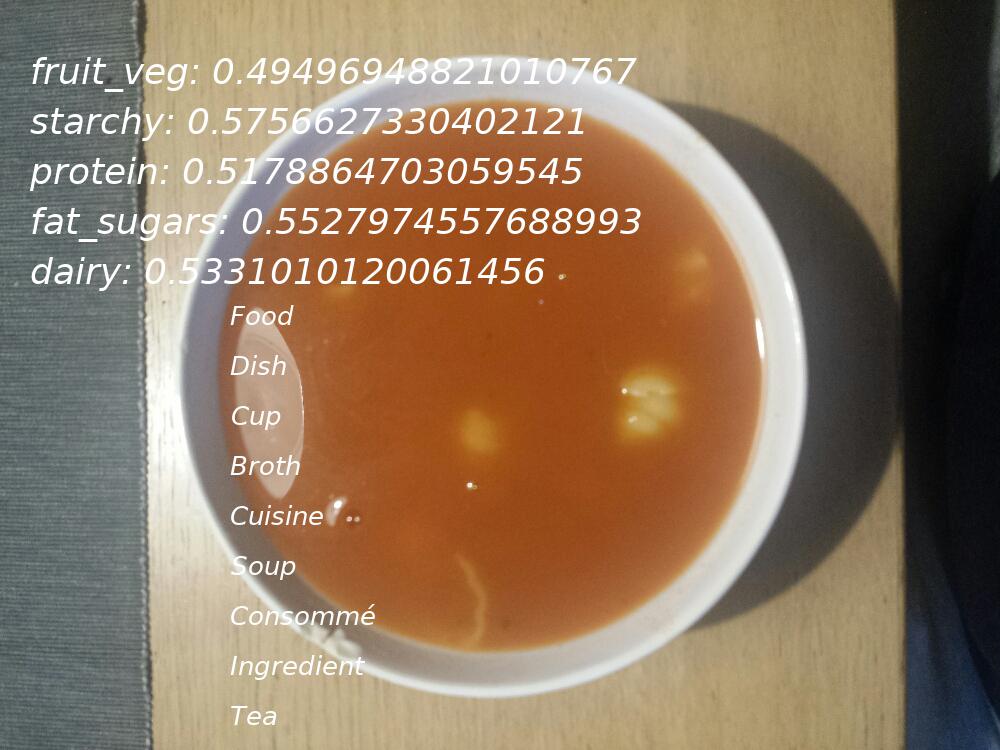 fruit_veg: 0.49496948821010767
starchy: 0.5756627330402121
protein: 0.5178864703059545
fat_sugars: 0.5527974557688993
dairy: 0.5331010120061456
Food
Dish
Cup
Broth
Cuisine
Soup
Consommé
Ingredient
Tea